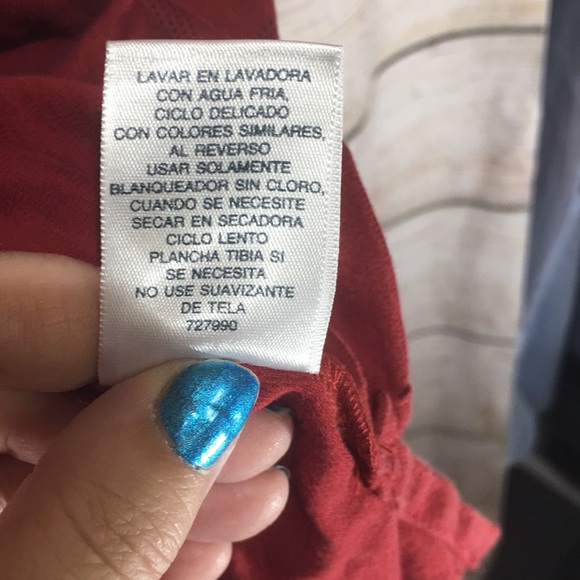 LAVAR EN LAVADORA
CON AGUA FRIA,
CICLO DELICADO
CON COLORES SIMILARES,
AL REVERSO
USAR SOLAMENTE
BLANQUEADOR SIN CLORO,
CUANDO SE NECESITE
SECAR EN SECADORA
CICLO LENTO
PLANCHA TIBIA SI
SE NECESITA
NO USE SUAVIZANTE
DE TELA
727990